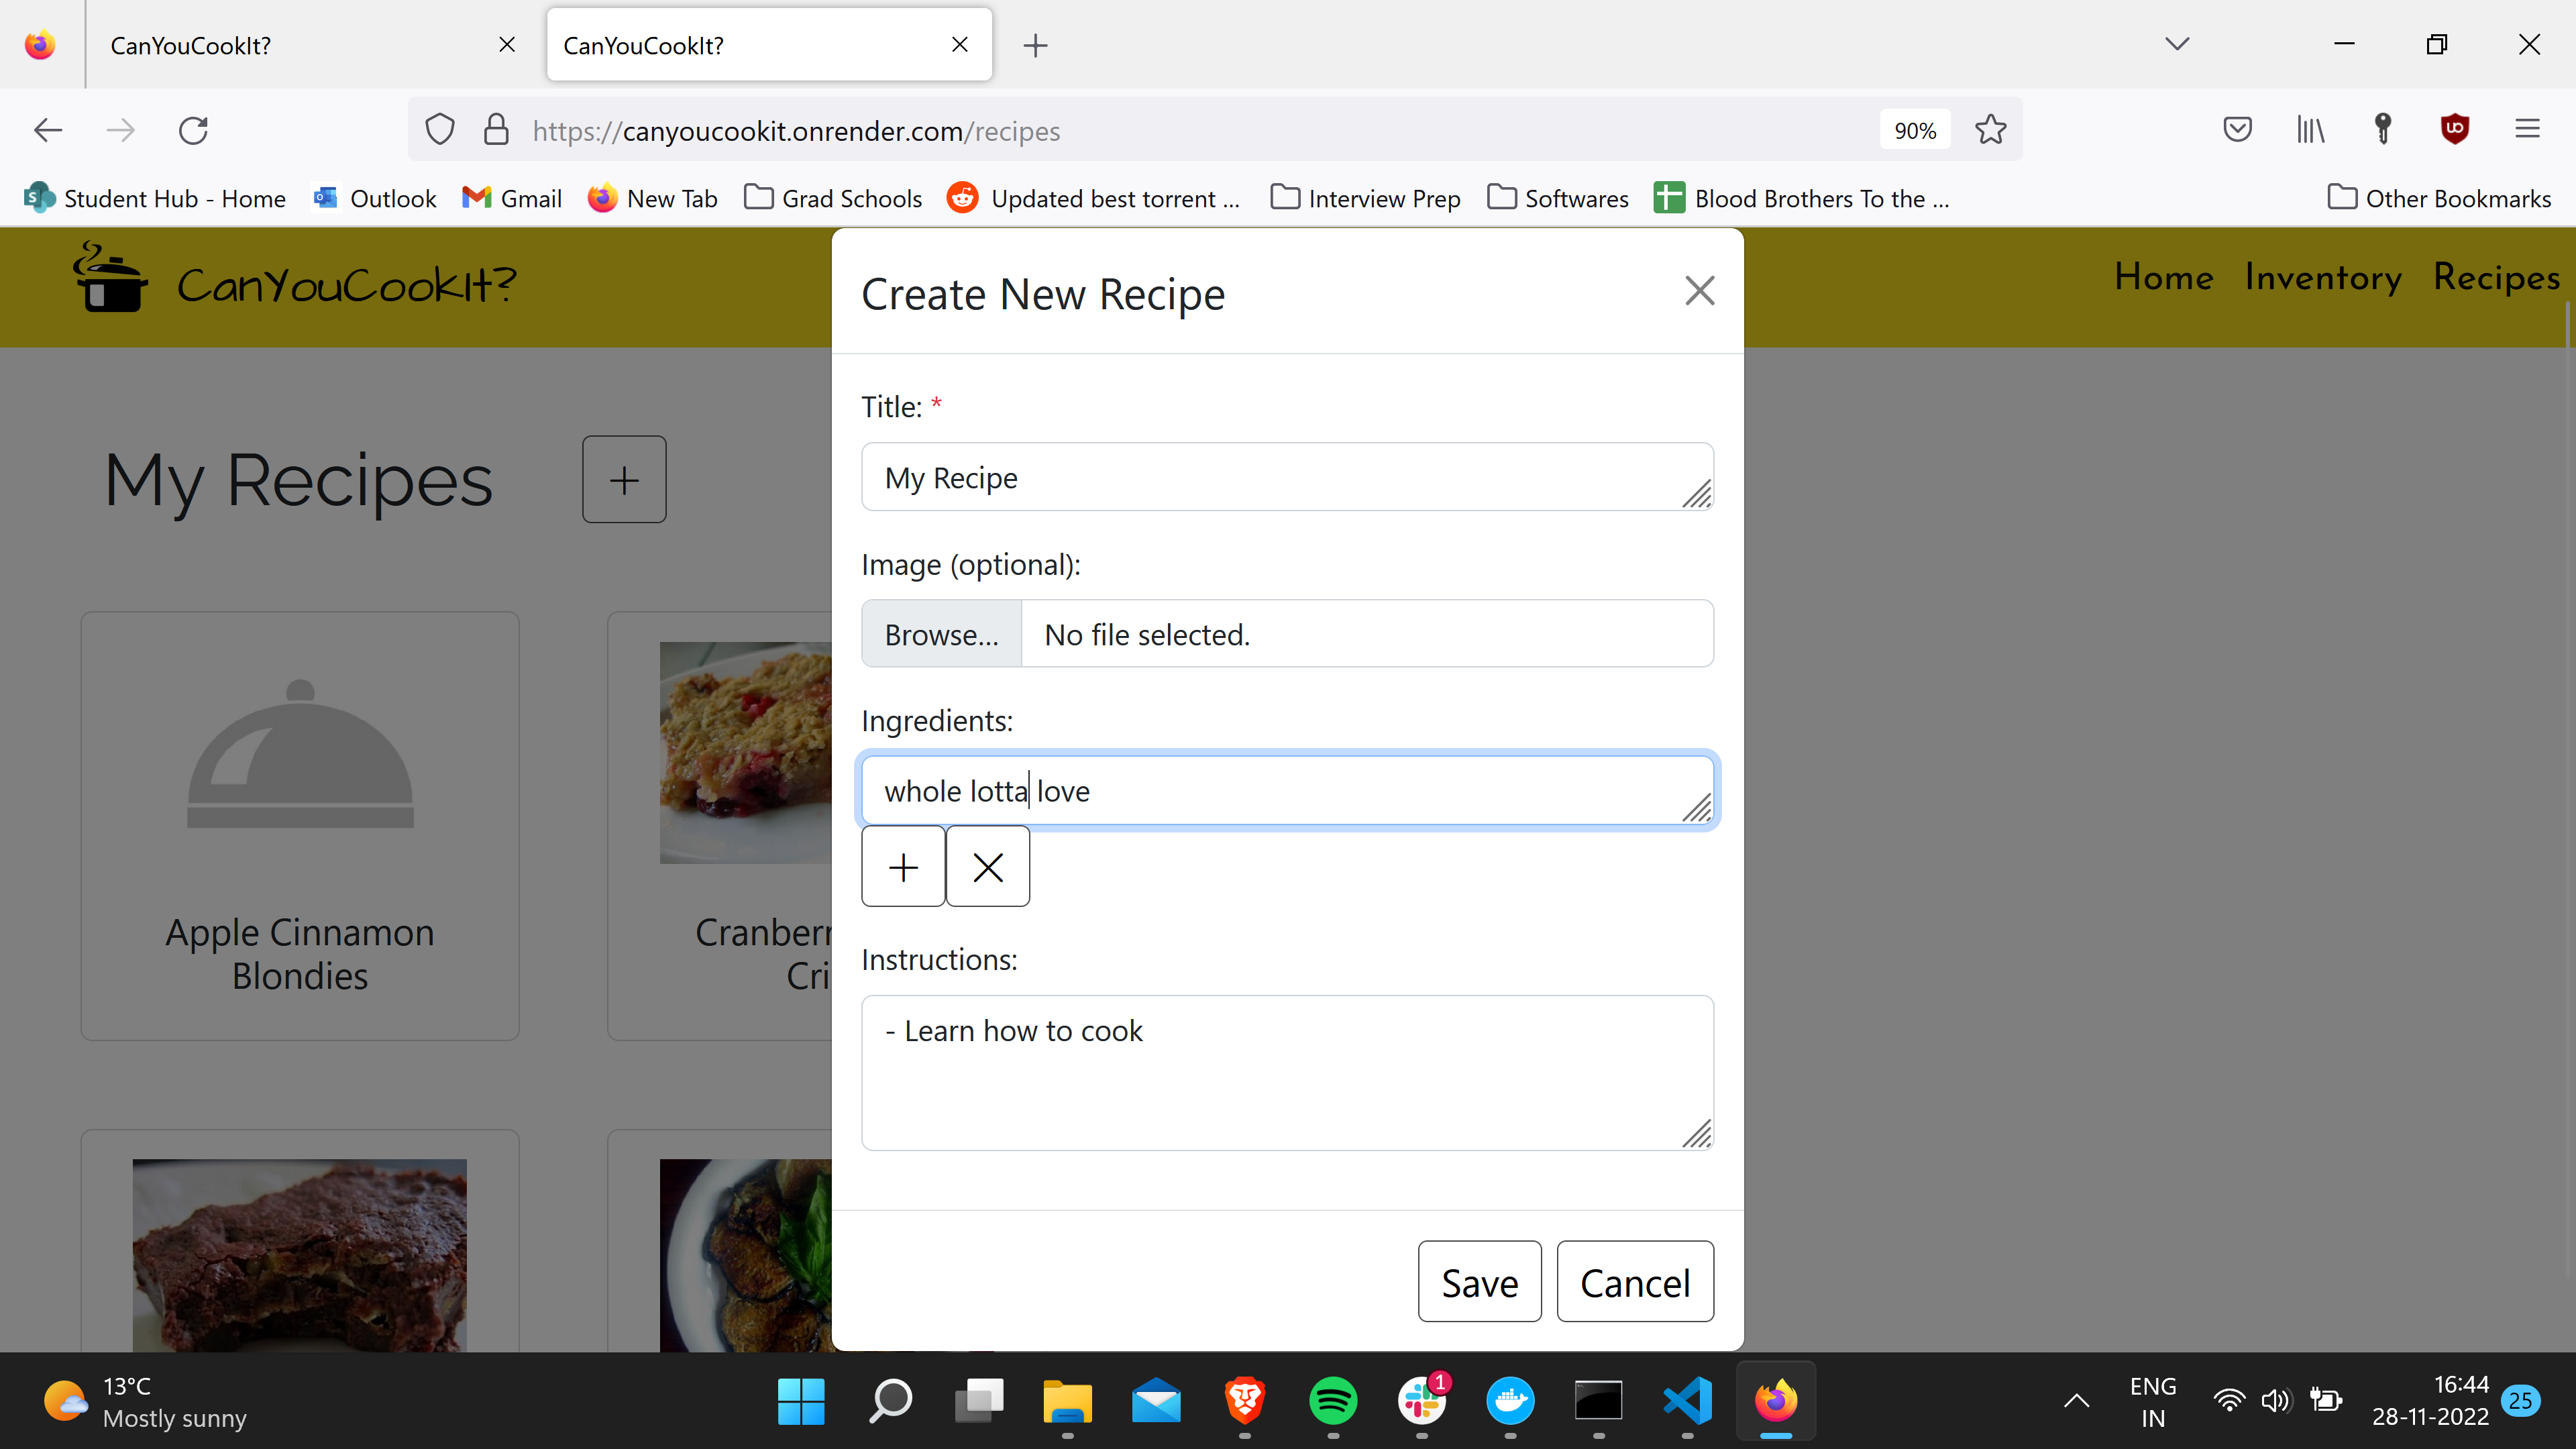 CanYouCookIt?
CanYouCookIt?
https://canyoucookit.onrender.com/recipes
90%
Student Hub - Home
Outlook
Gmail
New Tab
Grad Schools
Updated best torrent ...
Interview Prep
Softwares
Blood Brothers To the ...
Other Bookmarks
CanYouCookIt?
Home
Inventory
Recipes
My Recipes
Apple Cinnamon
Blondies
Cranberr
Cri
Create New Recipe
Title: *
My Recipe
Image (optional):
Browse...
No file selected.
Ingredients:
whole lotta love
Instructions:
- Learn how to cook
Save
Cancel
13°C
Mostly sunny
1
ENG
IN
16:44
28-11-2022
25